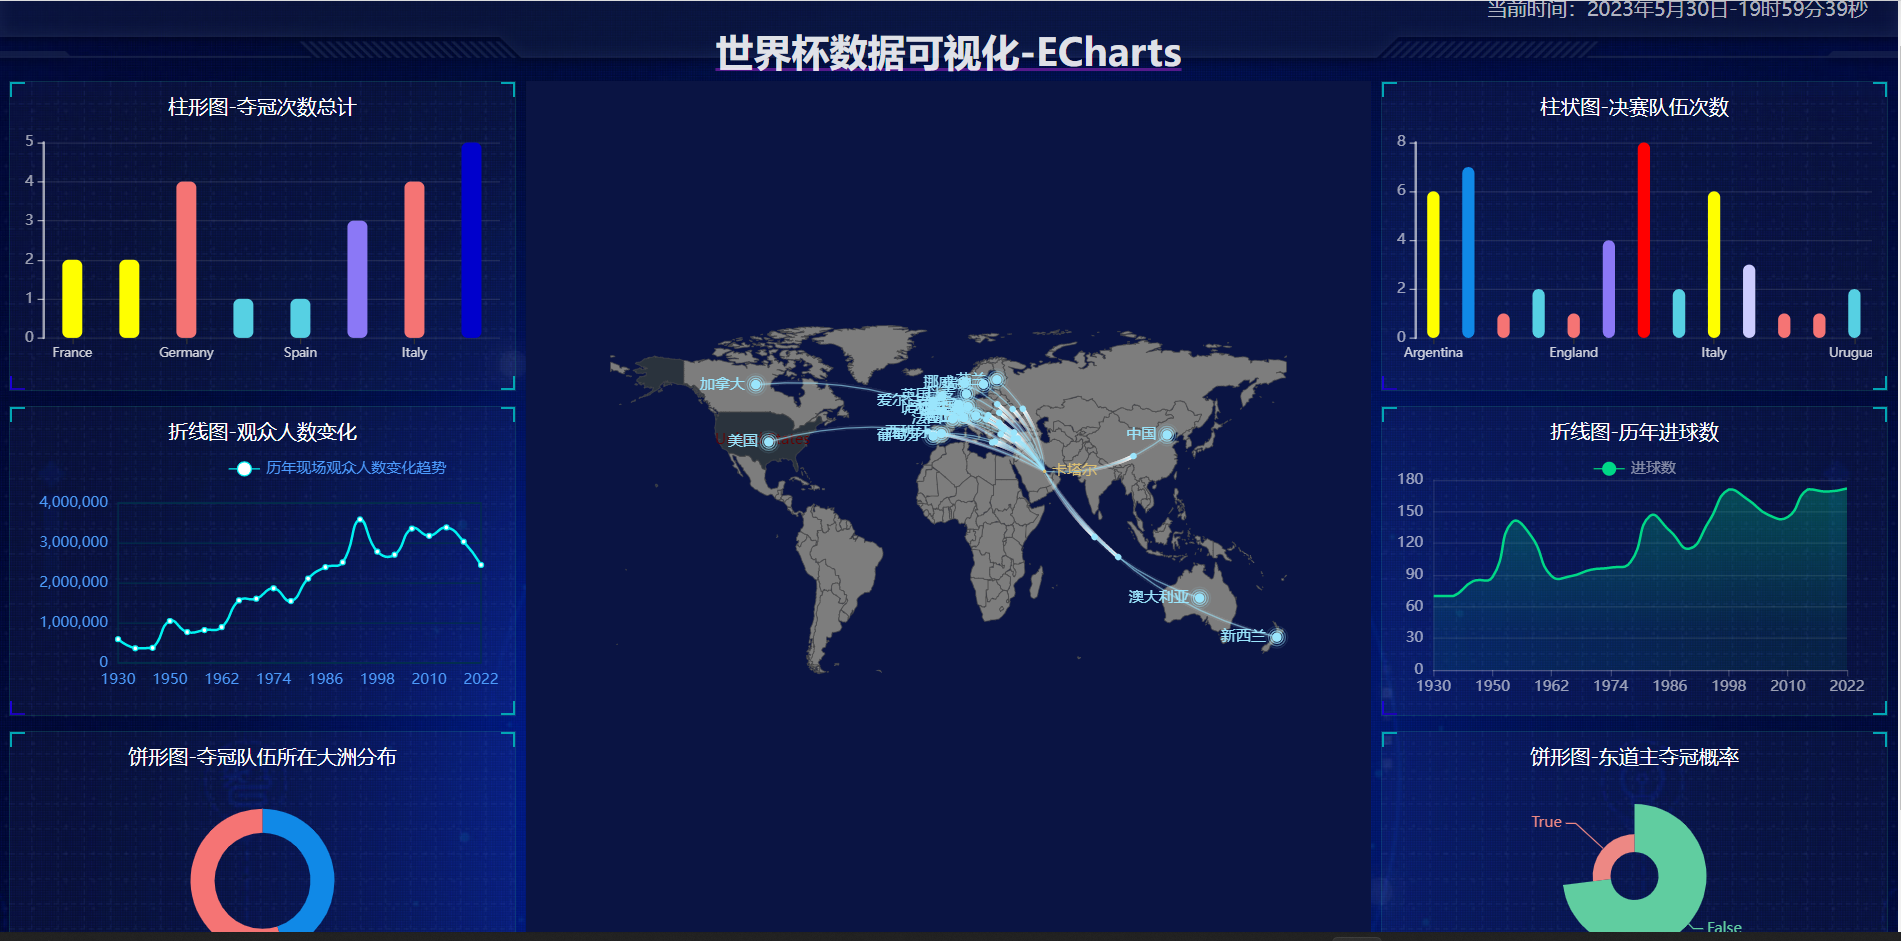 当前时间：2023年5月30日-19时59分39秒
世界杯数据可视化-ECharts
柱形图-夺冠次数总计
5
4
3
2
1
0
France Germany Spain Italy
折线图-观众人数变化
历年现场观众人数变化趋势
4,000,000
3,000,000
2,000,000
1,000,000
0
1930 1950 1962 1974 1986 1998 2010 2022
饼形图-夺冠队伍所在大洲分布
加拿大
美国
挪威
英国
法国
葡萄牙
中国
卡塔尔
澳大利亚
新西兰
柱状图-决赛队伍次数
8
6
4
2
0
Argentina England Italy Urugua
折线图-历年进球数
进球数
180
150
120
90
60
30
0
1930 1950 1962 1974 1986 1998 2010 2022
饼形图-东道主夺冠概率
True
False